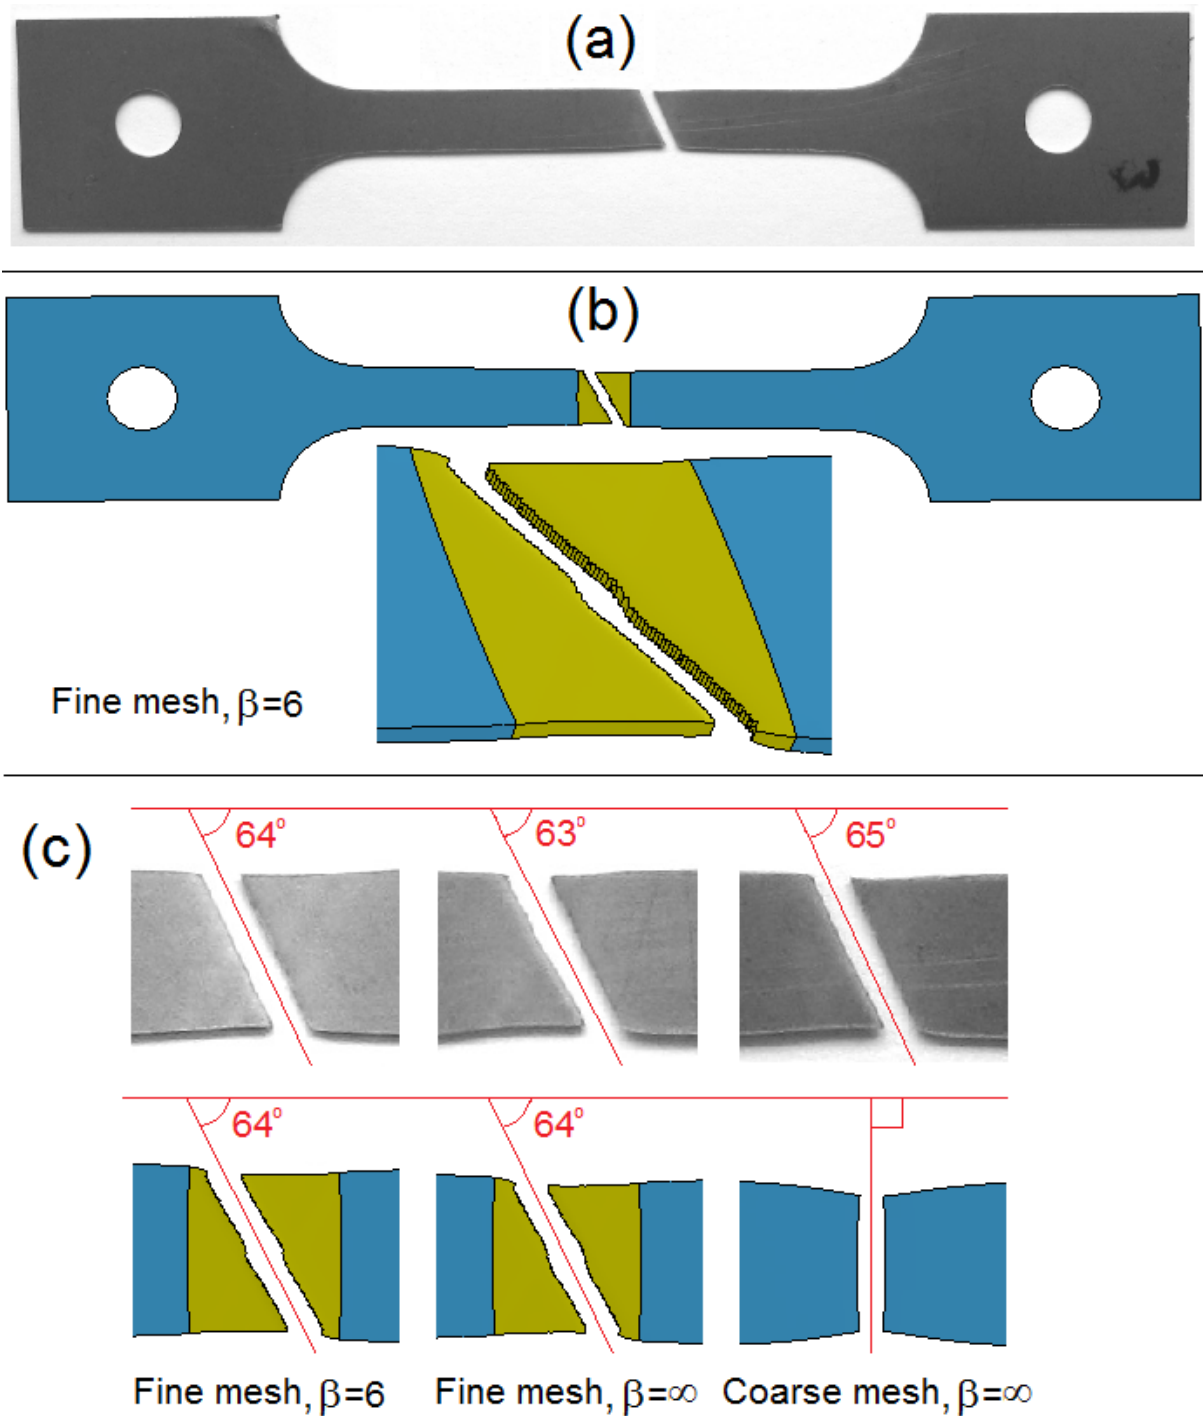 (a)
(b)
Fine mesh, β=6
(c)
64°
63°
65°
64°
64°
Fine mesh, β=6
Fine mesh, β=∞
Coarse mesh, β=∞